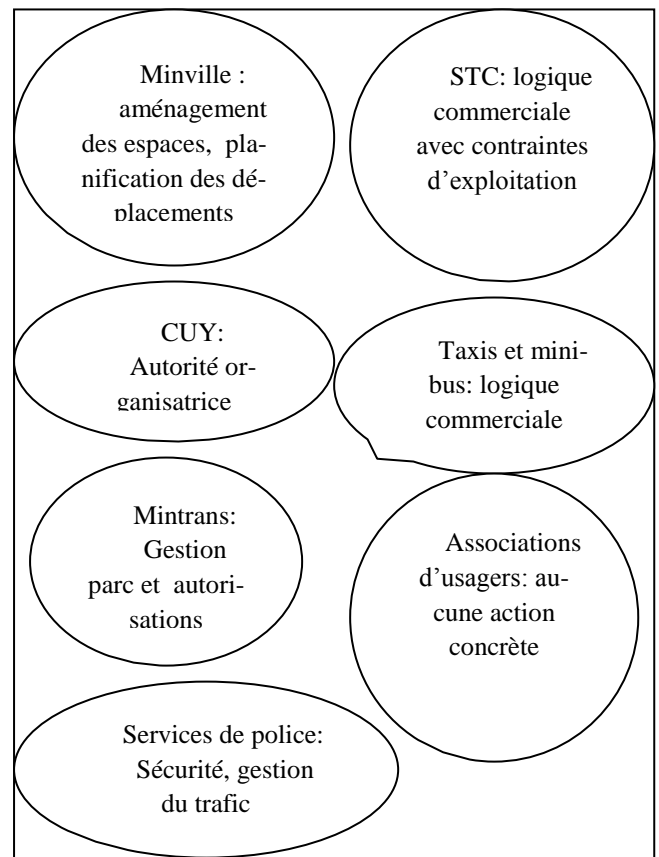 Minville :
aménagement
des espaces, pla-
nification des dé-
placements
STC: logique
commerciale
avec contraintes
d’exploitation
CUY:
Autorité or-
ganisatrice
Taxis et mini-
bus: logique
commerciale
Mintrans:
Gestion
parc et autori-
sations
Associations
d’usagers: au-
cune action
concrète
Services de police:
Sécurité, gestion
du trafic